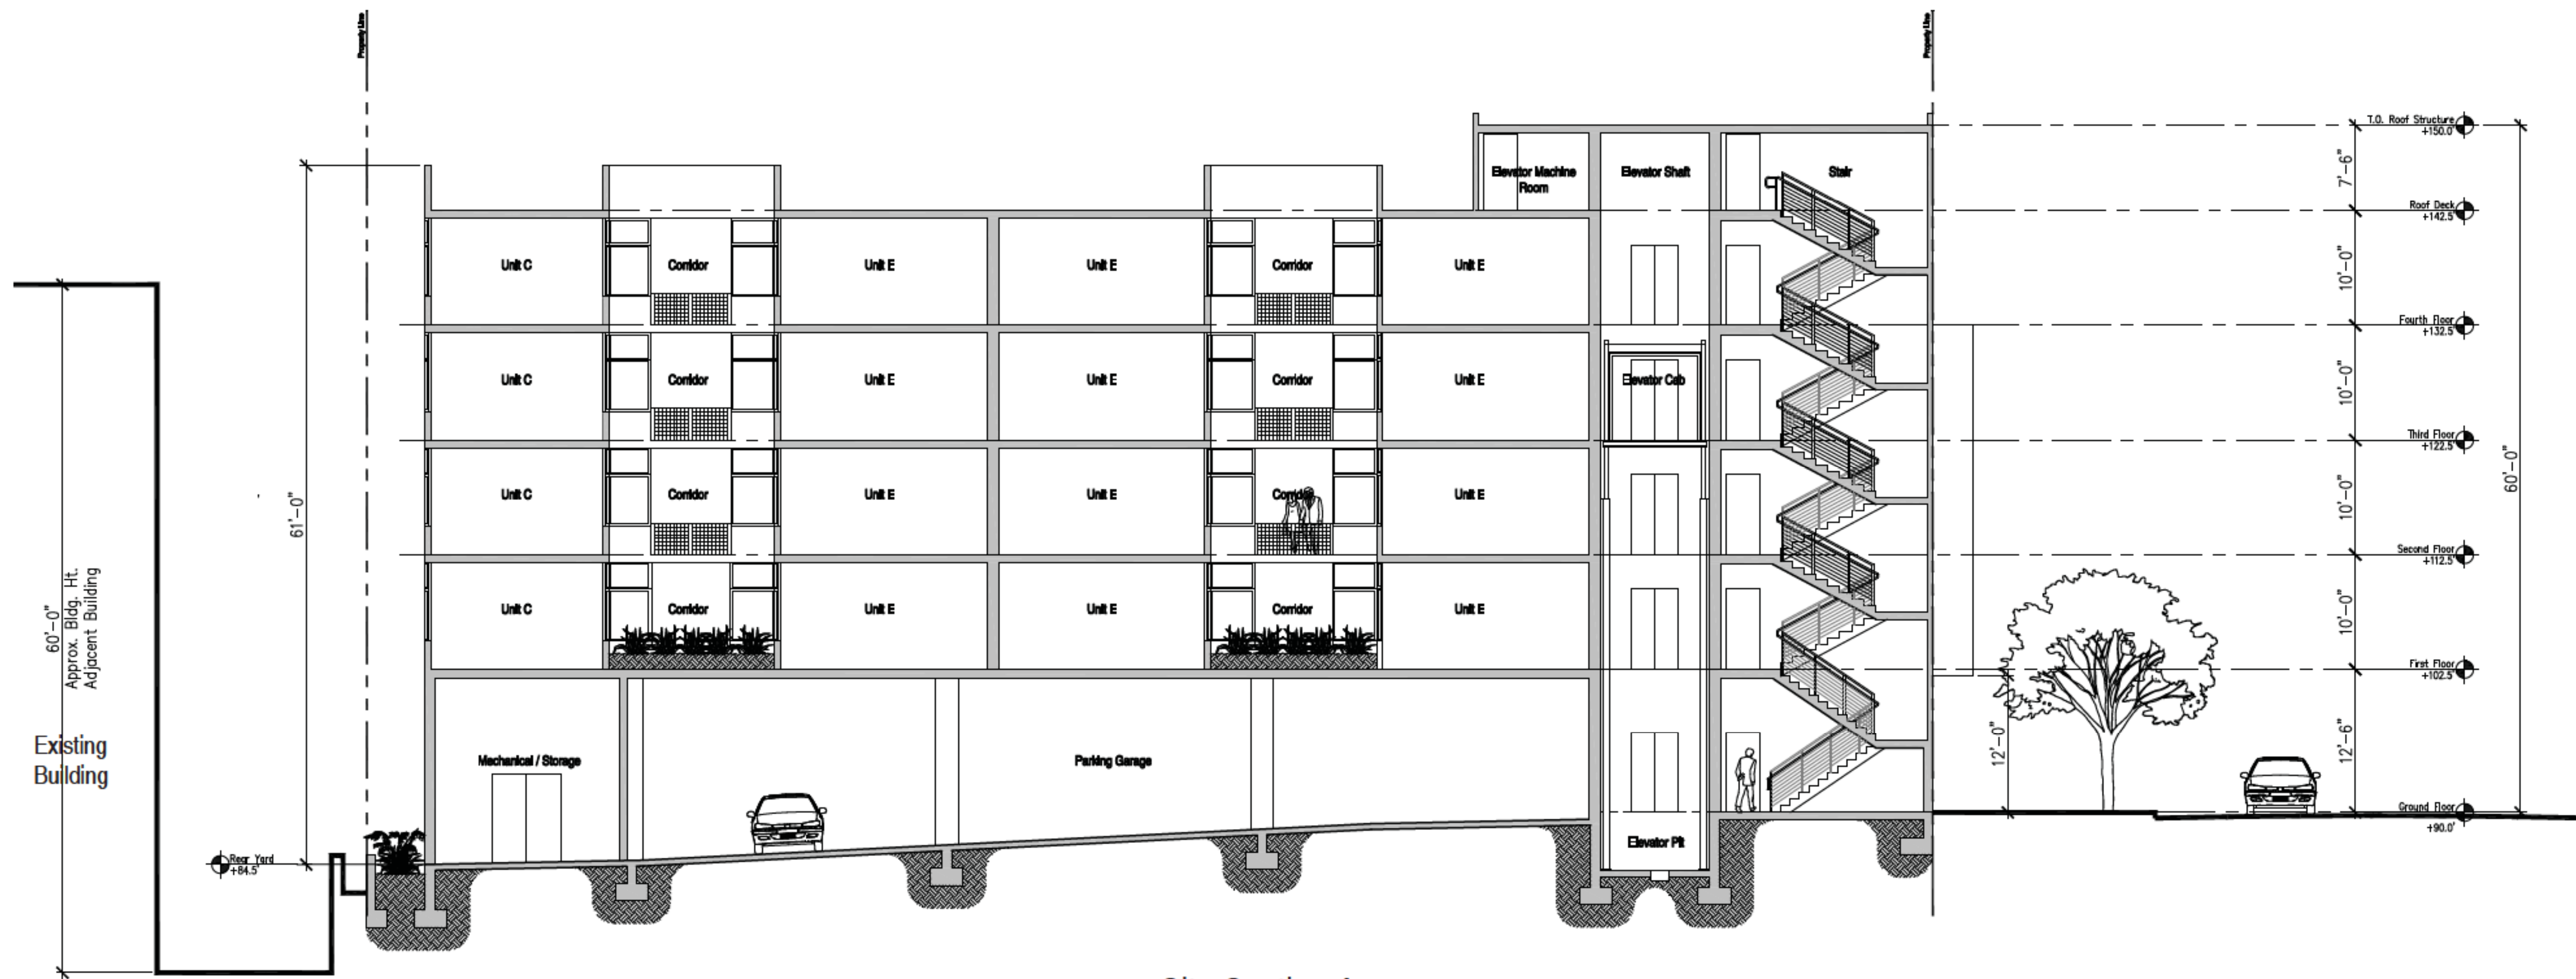 Property Line
Property Line
T.O. Roof Structure
+150.0'
7'-6"
Elevator Machine
Room
Elevator Shaft
Stair
Roof Deck
+142.5'
Unit C
Corridor
Unit E
Unit E
Corridor
Unit E
10'-0"
Fourth Floor
+132.5'
Unit C
Corridor
Unit E
Unit E
Corridor
Unit E
Elevator Cab
10'-0"
Third Floor
+122.5'
61'-0"
60'-0"
Unit C
Corridor
Unit E
Unit E
Corridor
Unit E
10'-0"
Second Floor
+112.5'
60'-0"
Approx. Bldg. Ht.
Adjacent Building
Unit C
Corridor
Unit E
Unit E
Corridor
Unit E
10'-0"
First Floor
+102.5'
Existing
Building
Mechanical / Storage
Parking Garage
12'-0"
12'-6"
Ground Floor
+90.0'
Elevator Pit
Rear Yard
+84.5'